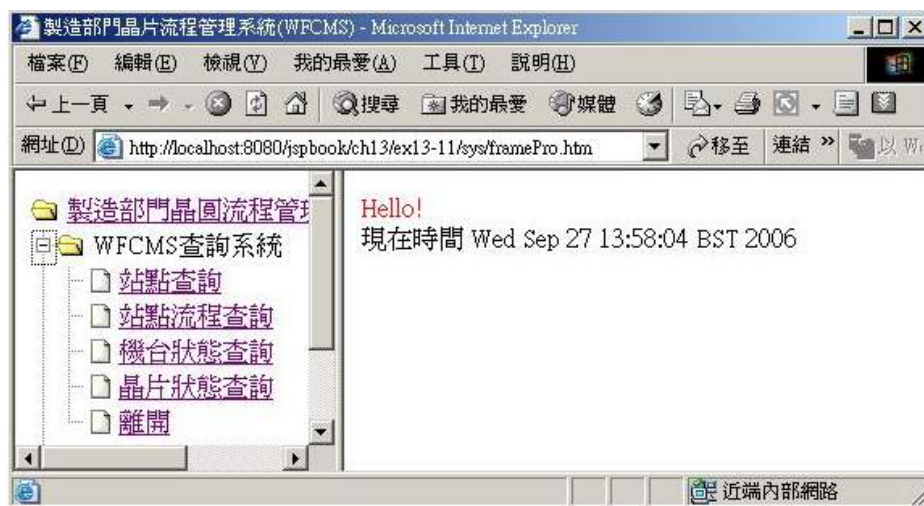 製造部門晶片流程管理系統(WFCMS) - Microsoft Internet Explorer
檔案(F) 編輯(E) 檢視(V) 我的最愛(A) 工具(T) 說明(H)
上一頁 搜尋 我的最愛 媒體
網址(D) http://localhost:8080/jspbook/ch13/ex13-11/sys/framePro.htm 移至 連結 » 以
製造部門晶圓流程管
WFCMS查詢系統
站點查詢
站點流程查詢
機台狀態查詢
晶片狀態查詢
離開
Hello!
現在時間 Wed Sep 27 13:58:04 BST 2006
近端內部網路